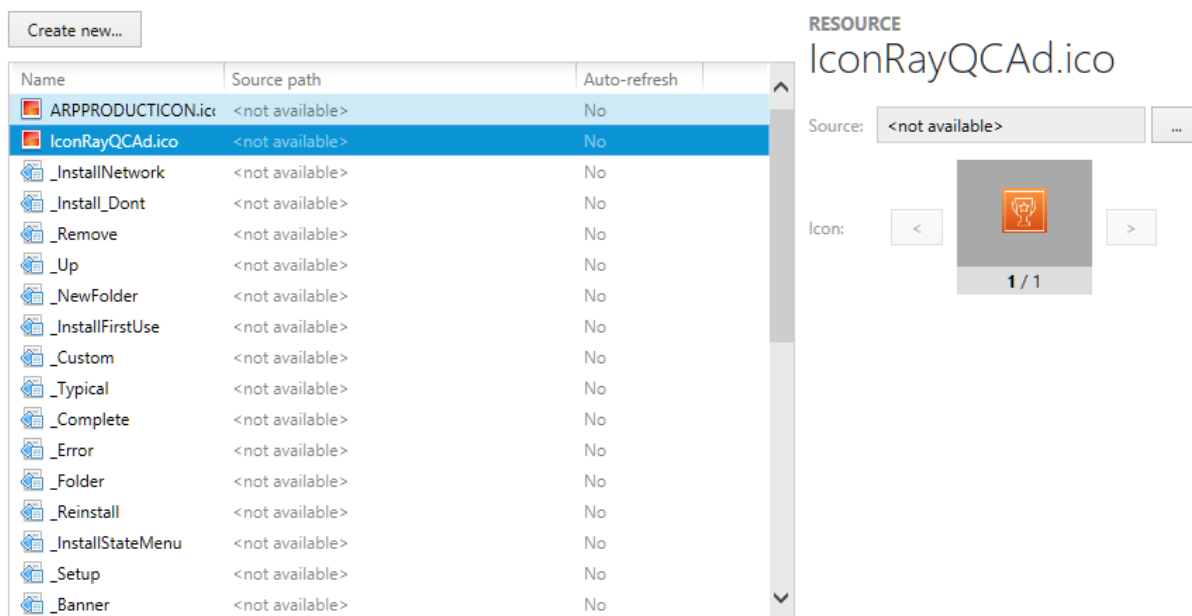 Create new...
Name Source path Auto-refresh
ARPPRODUCTICON.icc <not available> No
IconRayQCAd.ico <not available> No
_InstallNetwork <not available> No
_Install_Dont <not available> No
_Remove <not available> No
_Up <not available> No
_NewFolder <not available> No
_InstallFirstUse <not available> No
_Custom <not available> No
_Typical <not available> No
_Complete <not available> No
_Error <not available> No
_Folder <not available> No
_Reinstall <not available> No
_InstallStateMenu <not available> No
_Setup <not available> No
_Banner <not available> No
RESOURCE
IconRayQCAd.ico
Source: <not available> ...
Icon: < >
1 / 1